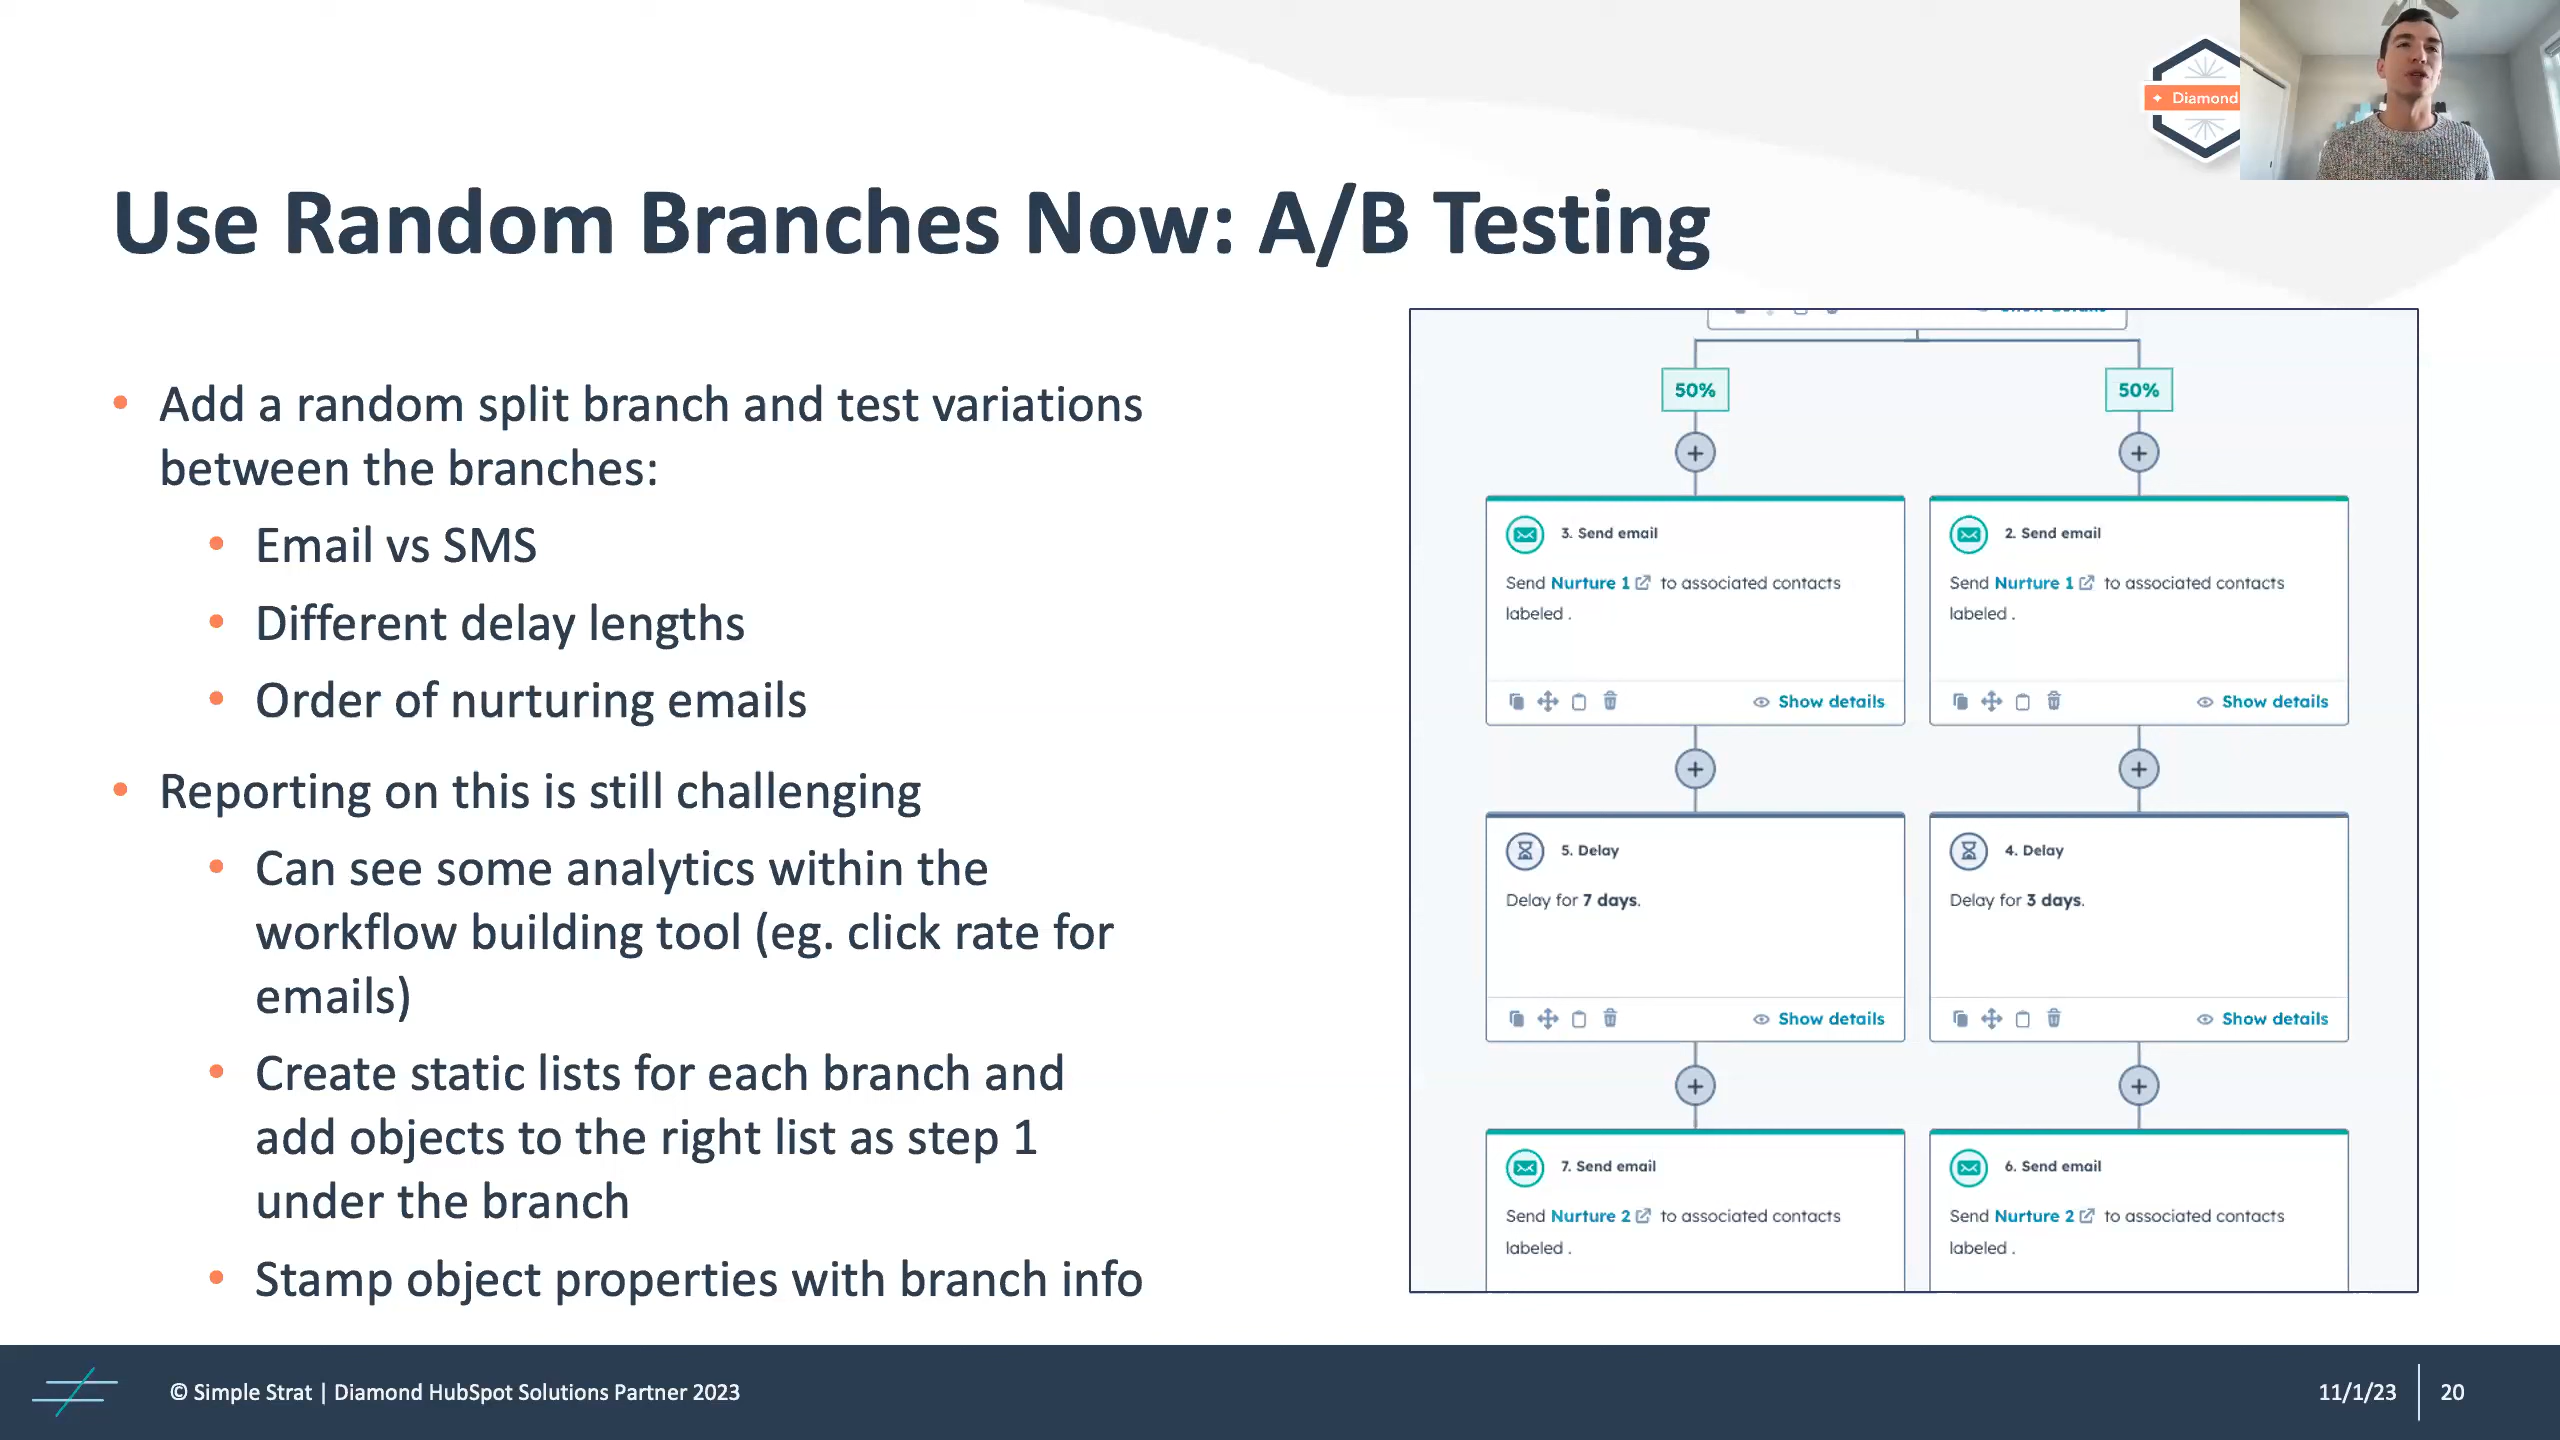 Diamond
Use Random Branches Now: A/B Testing
• Add a random split branch and test variations
between the branches:
• Email vs SMS
• Different delay lengths
• Order of nurturing emails
• Reporting on this is still challenging
• Can see some analytics within the
workflow building tool (eg. click rate for
emails)
• Create static lists for each branch and
add objects to the right list as step 1
under the branch
• Stamp object properties with branch info
50%
50%
3. Send email
Send Nurture 1 to associated contacts
labeled .
Show details
2. Send email
Send Nurture 1 to associated contacts
labeled .
Show details
5. Delay
Delay for 7 days.
Show details
4. Delay
Delay for 3 days.
Show details
7. Send email
Send Nurture 2 to associated contacts
labeled .
6. Send email
Send Nurture 2 to associated contacts
labeled .
© Simple Strat | Diamond HubSpot Solutions Partner 2023
11/1/23
20